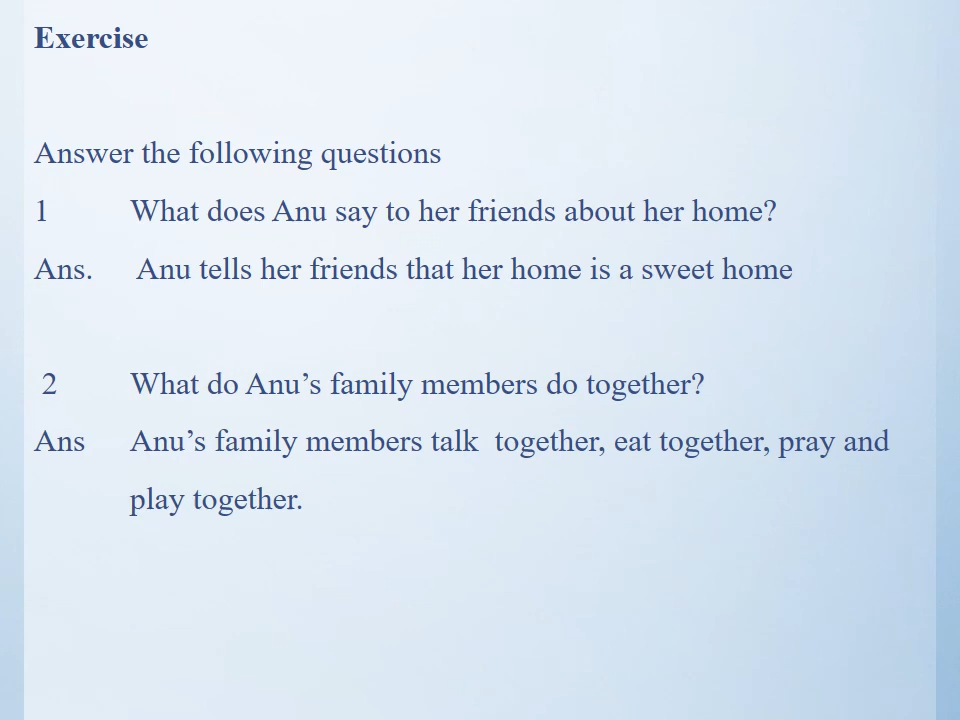 Exercise
Answer the following questions
1 What does Anu say to her friends about her home?
Ans. Anu tells her friends that her home is a sweet home
2 What do Anu’s family members do together?
Ans Anu’s family members talk  together, eat together, pray and
play together.